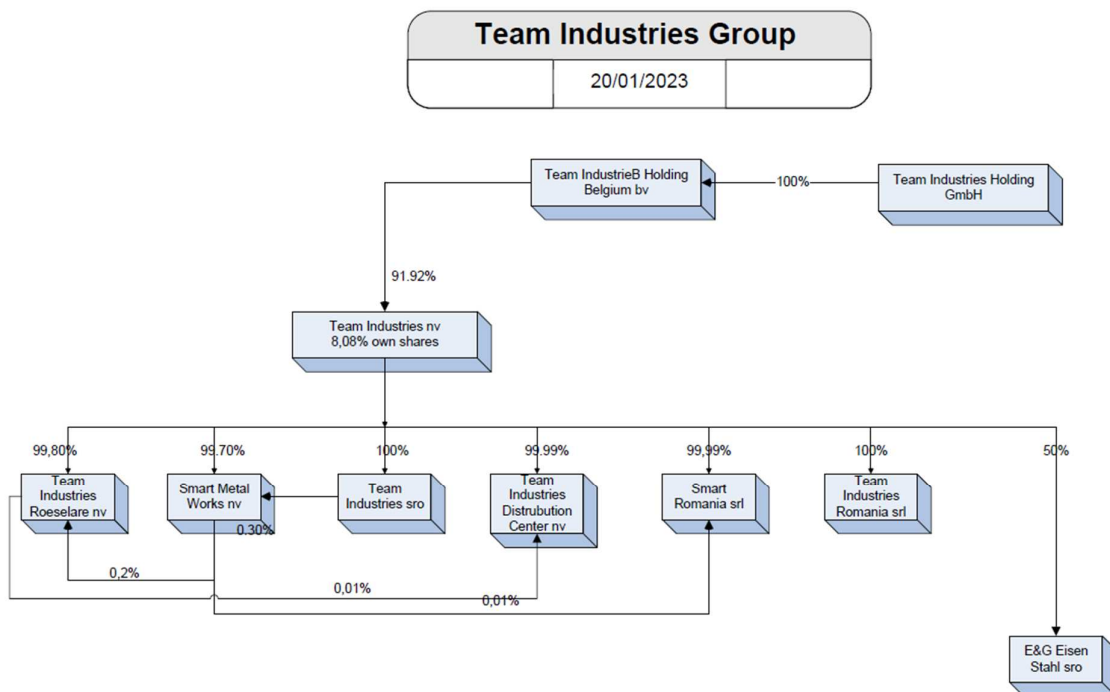 Team Industries Group
20/01/2023
Team IndustrieB Holding
Belgium bv
100%
Team Industries Holding
GmbH
91.92%
Team Industries nv
8,08% own shares
99,80%
99.70%
100%
99.99%
99,99%
100%
50%
Team
Industries
Roeselare nv
Smart Metal
Works nv
Team
Industries sro
Team
Industries
Distrubution
Center nv
Smart
Romania srl
Team
Industries
Romania srl
0.30%
0,2%
0,01%
0,01%
E&G Eisen
Stahl sro